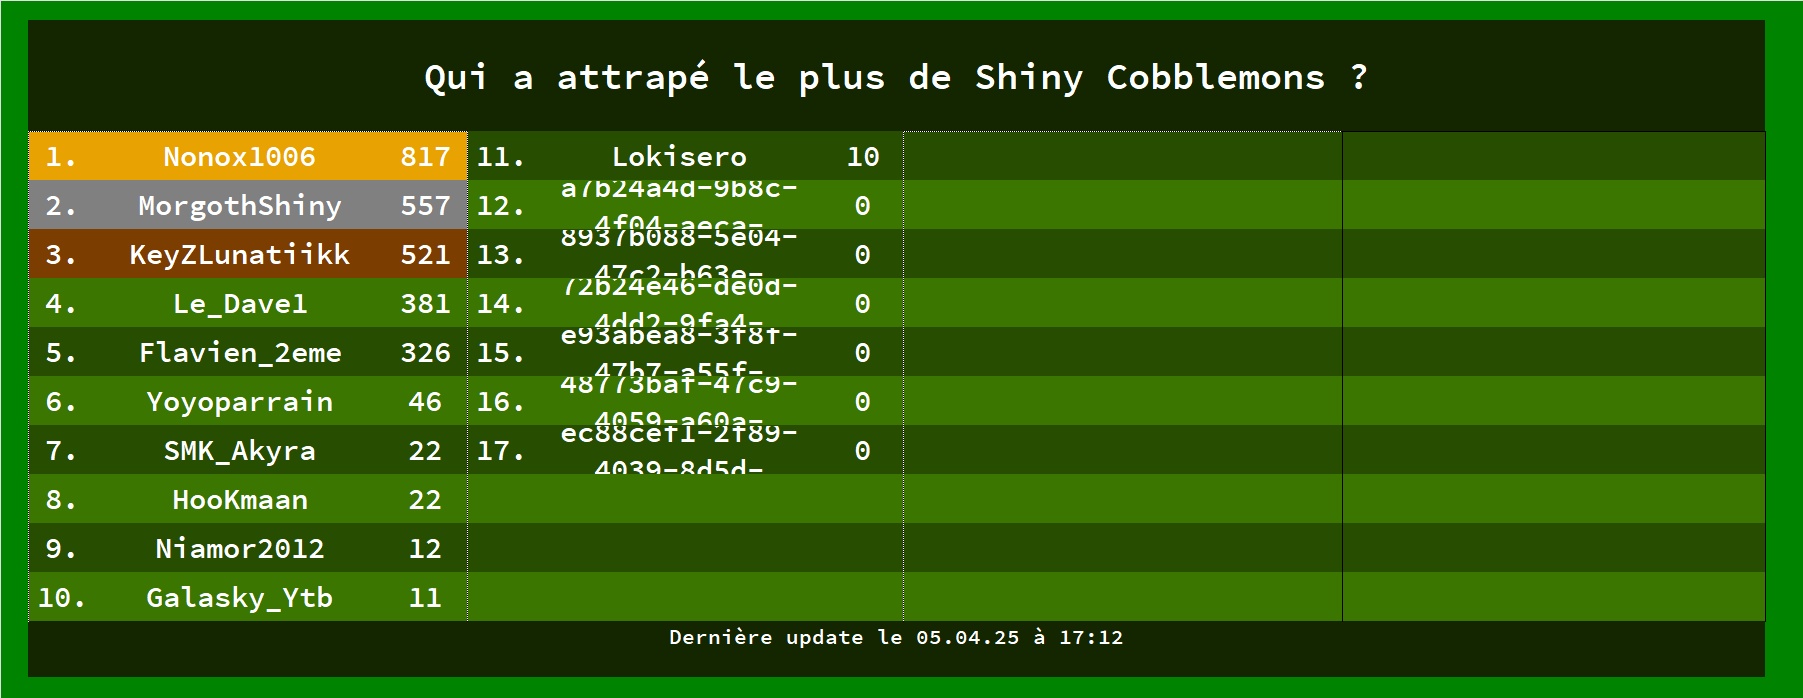 Qui a attrapé le plus de Shiny Cobblemons ?
1. Nonox1006 817
2. MorgothShiny 557
3. KeyZLunatiikk 521
4. Le_Dave1 381
5. Flavien_2eme 326
6. Yoyoparrain 46
7. SMK_Akyra 22
8. HooKmaan 22
9. Niamor2012 12
10. Galasky_Ytb 11
11. Lokisero 10
12. a7b24a4d-9b8c- 0
4f04-aeca-
13. 8937b088-5e04- 0
47c2-b63e-
14. 72b24e46-de0d- 0
4dd2-9fa4-
15. e93abea8-3f8f- 0
47b7-a55f-
16. 48773baf-47c9- 0
4059-a60a-
17. ec88cef1-2f89- 0
4039-8d5d-
Dernière update le 05.04.25 à 17:12